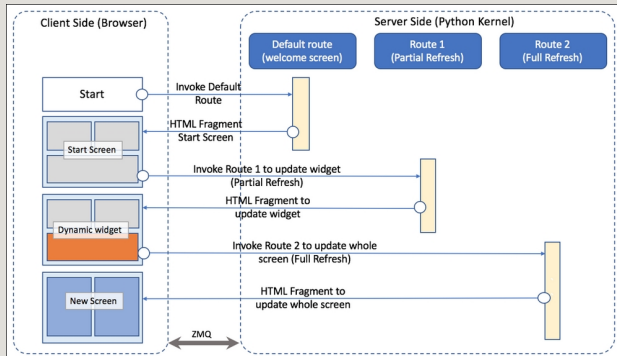 Client Side (Browser)
Server Side (Python Kernel)
Default route
(welcome screen)
Route 1
(Partial Refresh)
Route 2
(Full Refresh)
Start
Invoke Default
Route
HTML Fragment
Start Screen
Start Screen
Invoke Route 1 to update widget
(Partial Refresh)
HTML Fragment to
update widget
Dynamic widget
Invoke Route 2 to update whole
screen (Full Refresh)
HTML Fragment to
update whole screen
New Screen
ZMQ